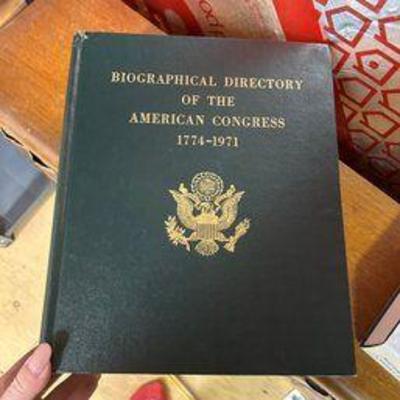 BIOGRAPHICAL DIRECTORY
OF THE
AMERICAN CONGRESS
1774-1971